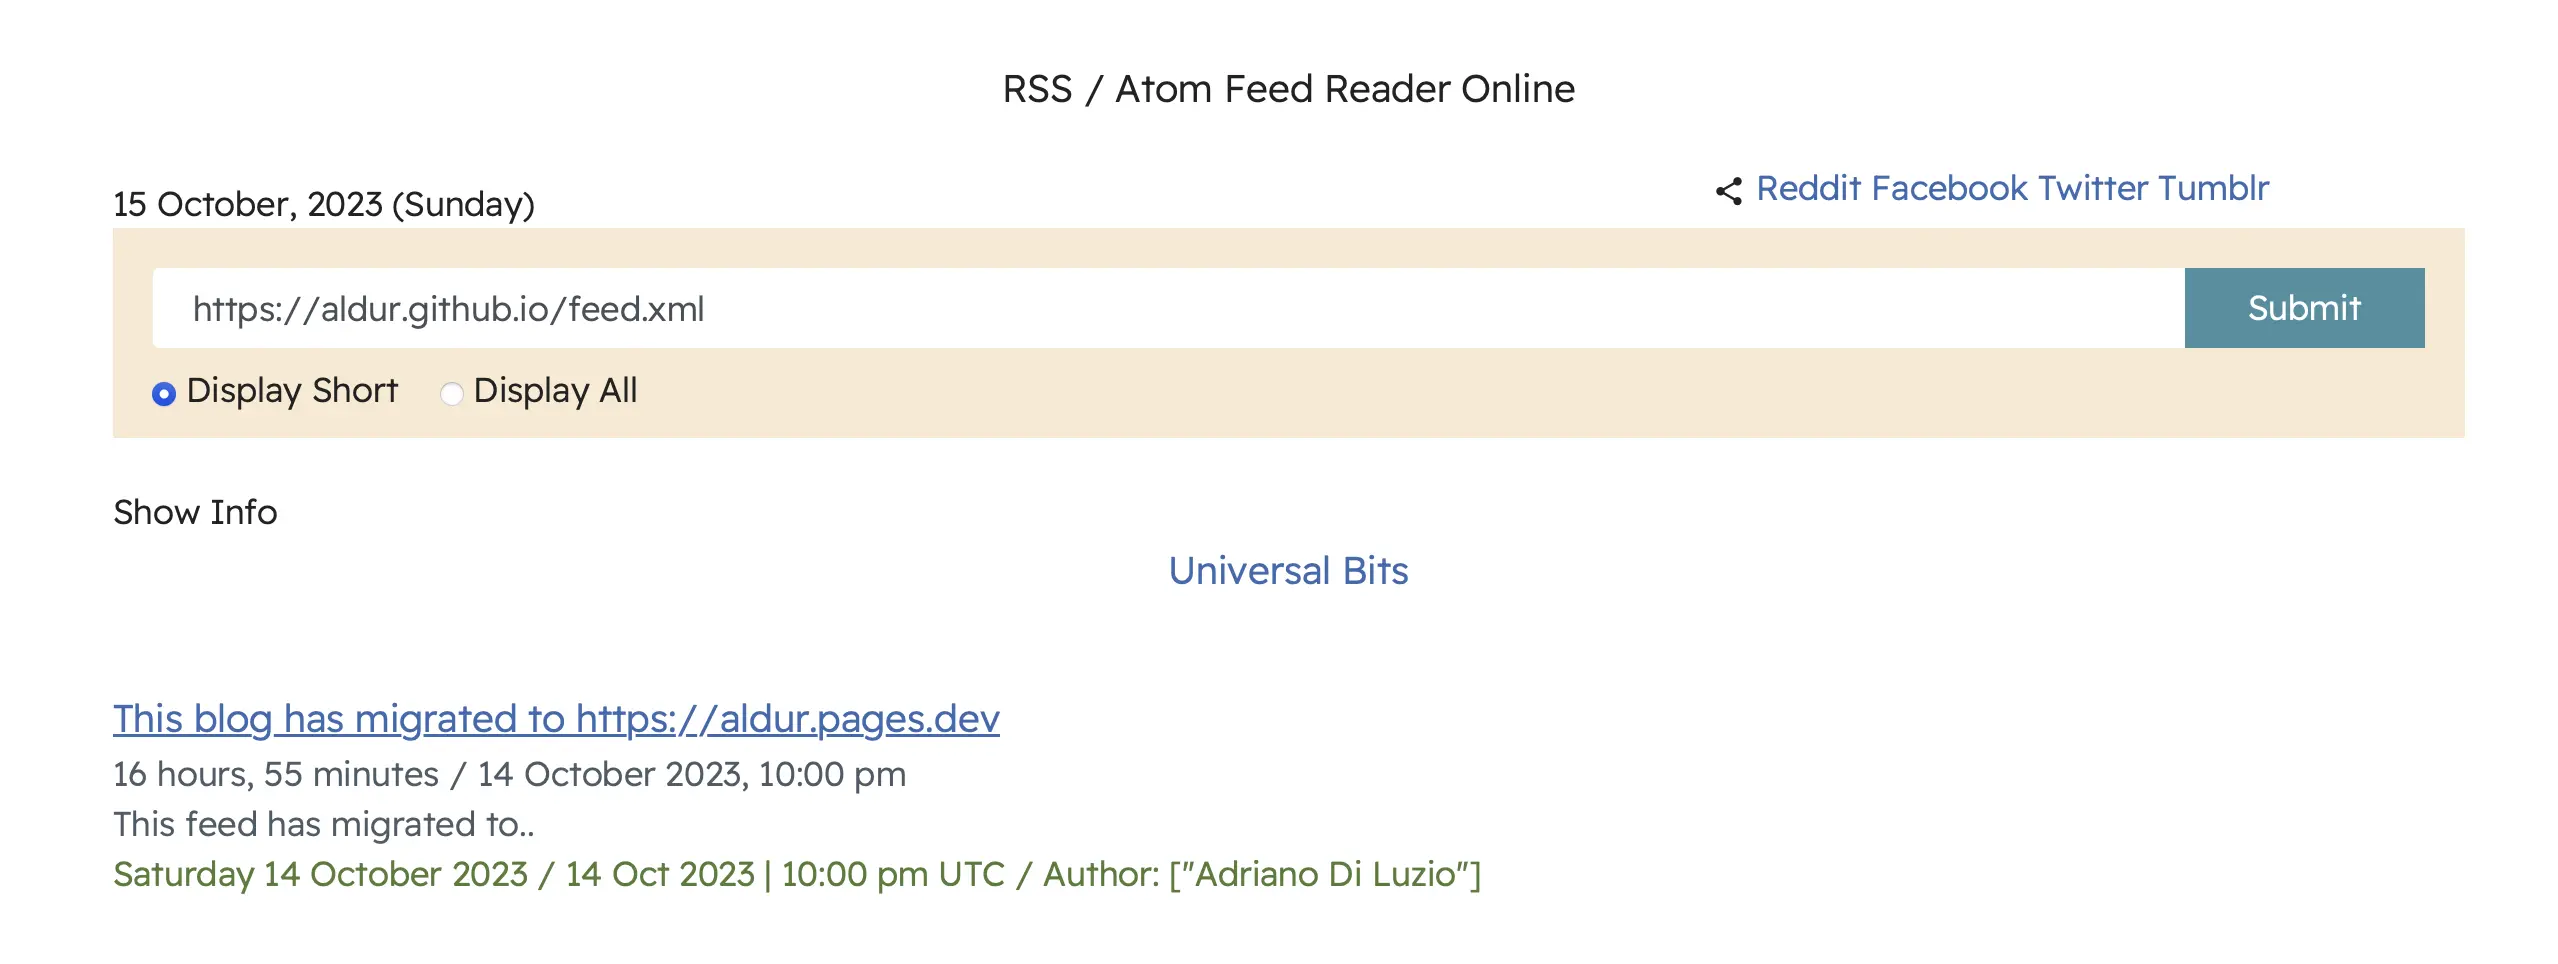 RSS / Atom Feed Reader Online
15 October, 2023 (Sunday)
Reddit Facebook Twitter Tumblr
https://aldur.github.io/feed.xml
Submit
Display Short Display All
Show Info
Universal Bits
This blog has migrated to https://aldur.pages.dev
16 hours, 55 minutes / 14 October 2023, 10:00 pm
This feed has migrated to..
Saturday 14 October 2023 / 14 Oct 2023 | 10:00 pm UTC / Author: ["Adriano Di Luzio"]